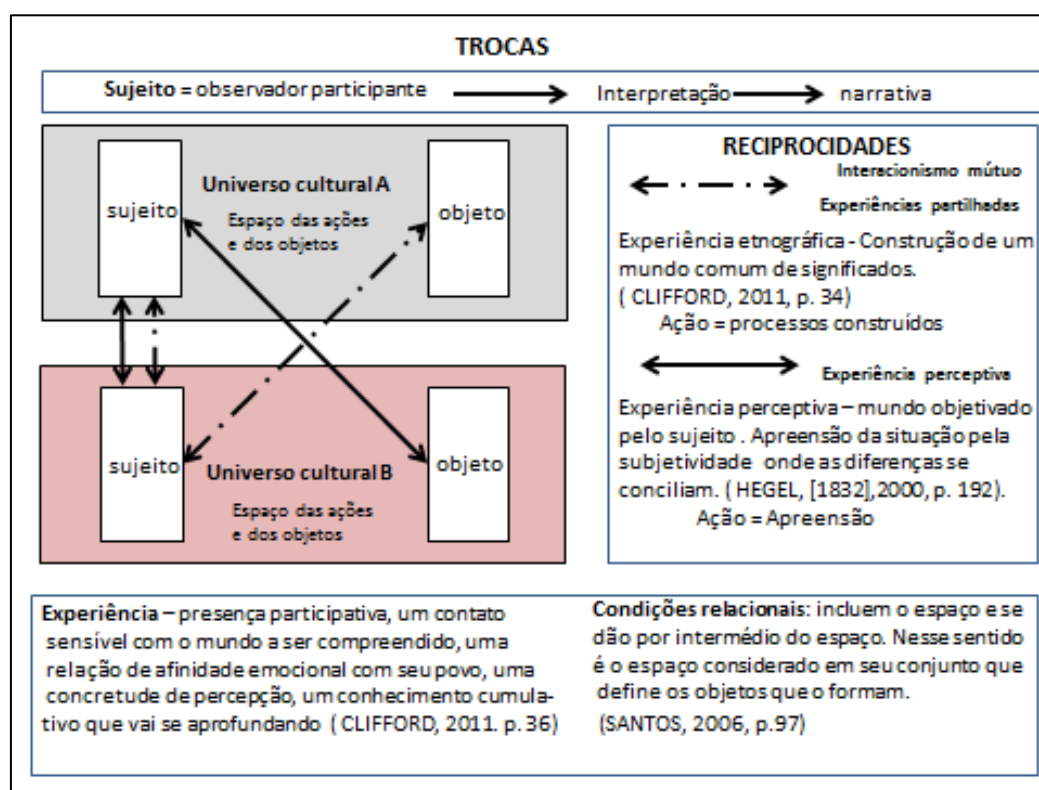 TROCAS
Sujeito = observador participante Interpretação narrativa
sujeito
Universo cultural A
Espaço das ações
e dos objetos
objeto
sujeito
Universo cultural B
Espaço das ações
e dos objetos
objeto
RECIPROCIDADES
Interacionismo mútuo
Experiências partilhadas
Experiência etnográfica - Construção de um
mundo comum de significados.
( CLIFFORD, 2011, p. 34)
Ação = processos construídos
Experiência perceptiva
Experiência perceptiva – mundo objetivado
pelo sujeito . Apreensão da situação pela
subjetividade onde as diferenças se
conciliam. ( HEGEL, [1832],2000, p. 192).
Ação = Apreensão
Experiência – presença participativa, um contato
sensível com o mundo a ser compreendido, uma
relação de afinidade emocional com seu povo, uma
concretude de percepção, um conhecimento cumula-
tivo que vai se aprofundando ( CLIFFORD, 2011. p. 36)
Condições relacionais: incluem o espaço e se
dão por intermédio do espaço. Nesse sentido
é o espaço considerado em seu conjunto que
define os objetos que o formam.
(SANTOS, 2006, p.97)